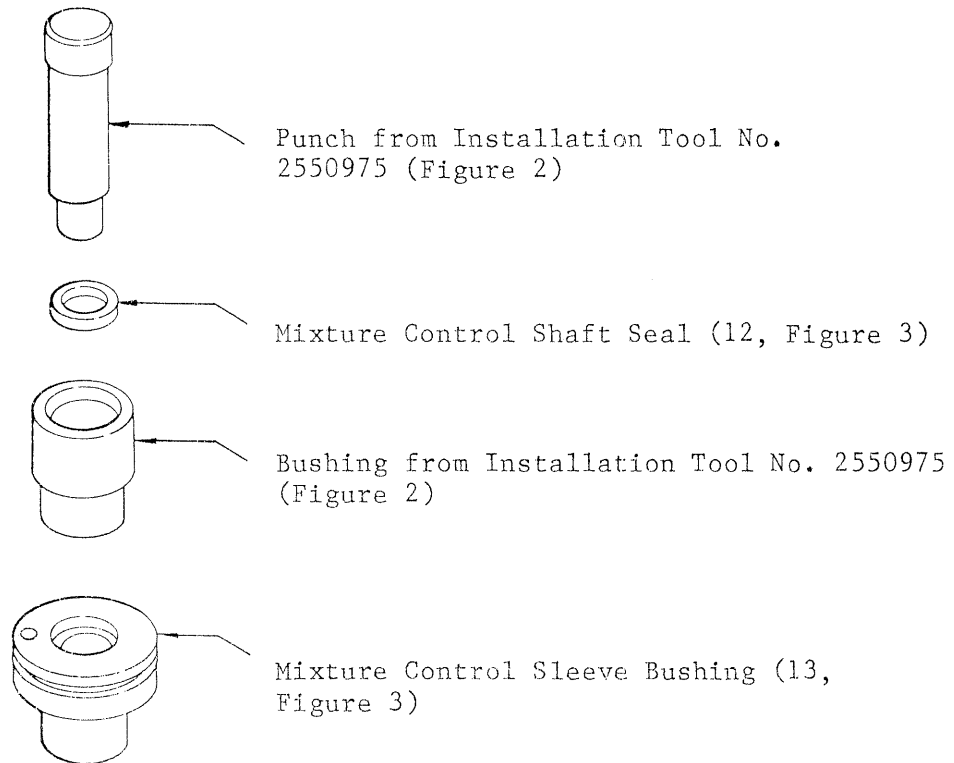 Punch from Installation Tool No.
2550975 (Figure 2)
Mixture Control Shaft Seal (12, Figure 3)
Bushing from Installation Tool No. 2550975
(Figure 2)
Mixture Control Sleeve Bushing (13,
Figure 3)